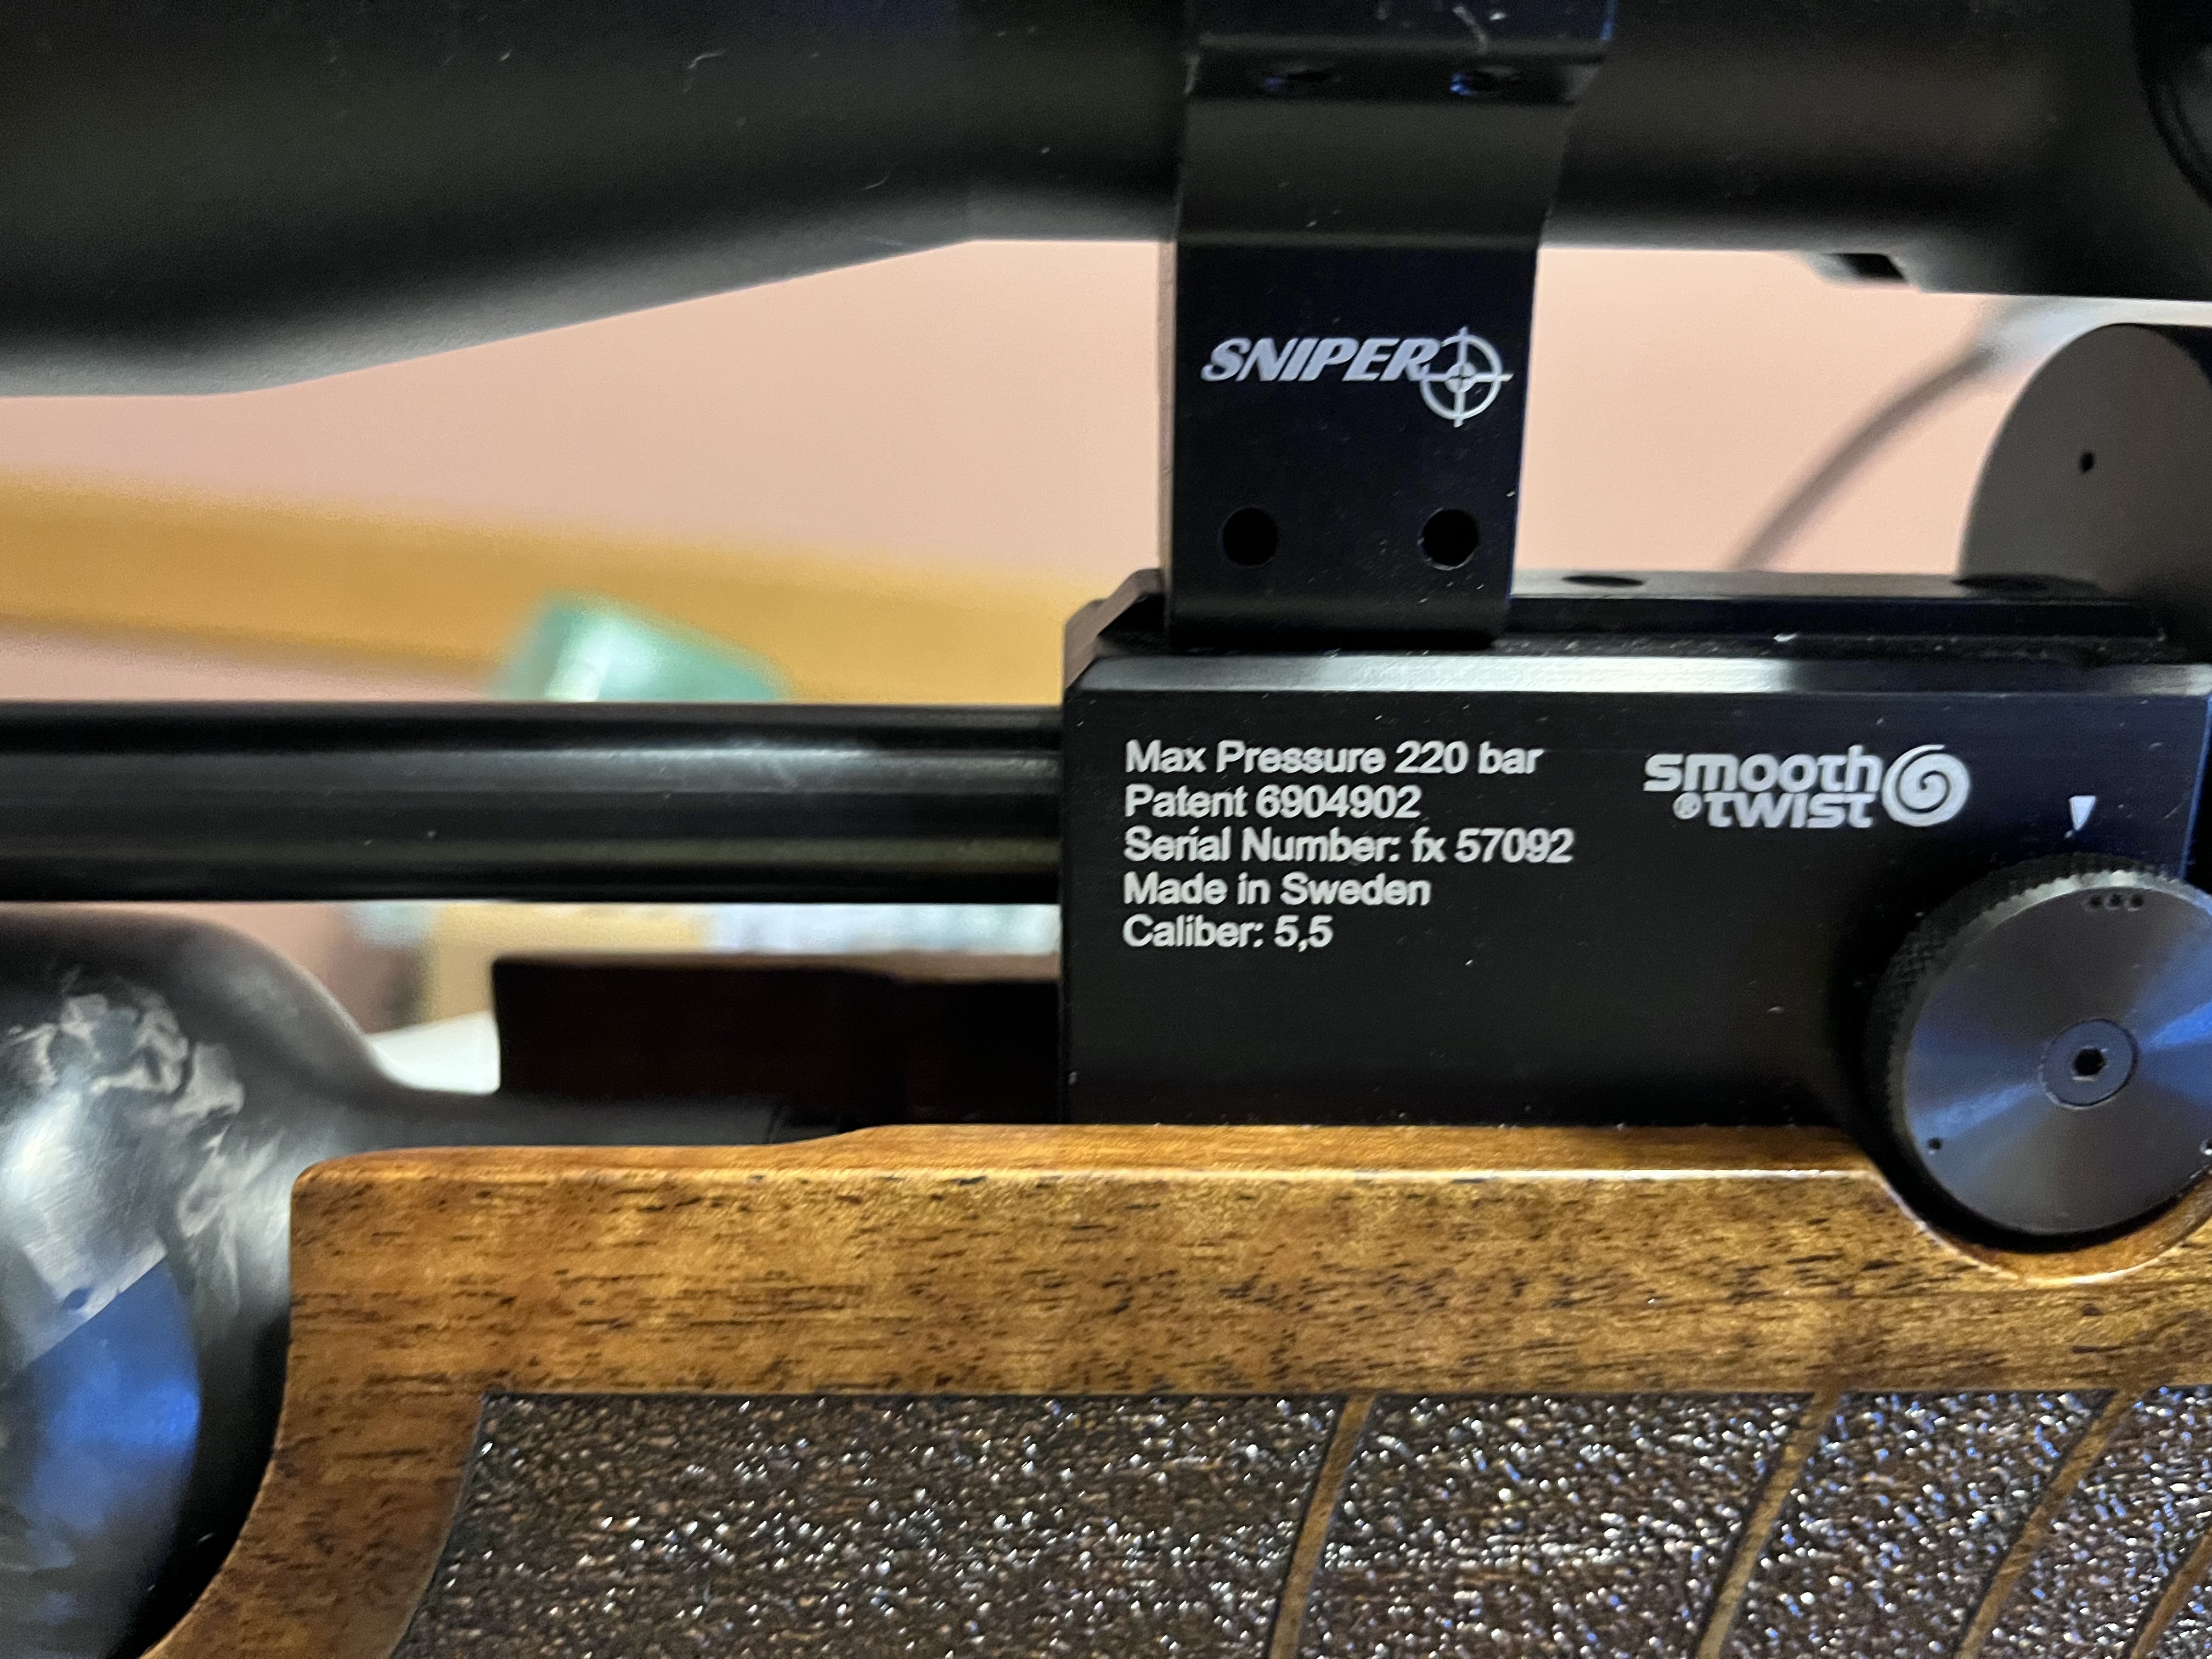 SNIPER
Max Pressure 220 bar
Patent 6904902
Serial Number: fx 57092
Made in Sweden
Caliber: 5,5
smooth
® twist